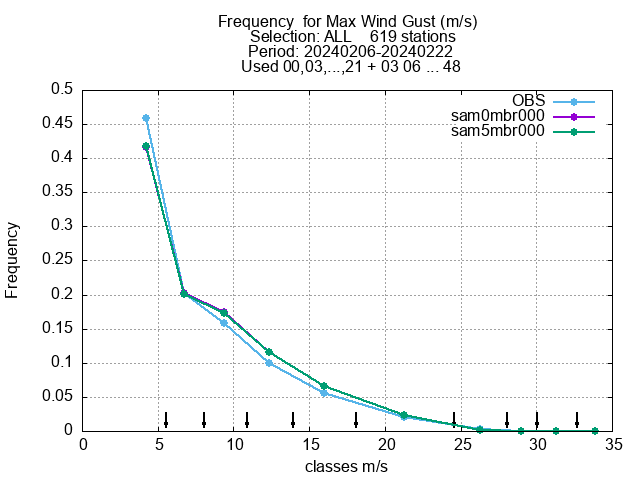 Frequency  for Max Wind Gust (m/s)
Selection: ALL    619 stations
Period: 20240206-20240222
Used 00,03,...,21 + 03 06 ... 48
OBS
sam0mbr000
sam5mbr000
0.5
0.45
0.4
0.35
0.3
0.25
0.2
0.15
0.1
0.05
0
Frequency
0 5 10 15 20 25 30 35
classes m/s